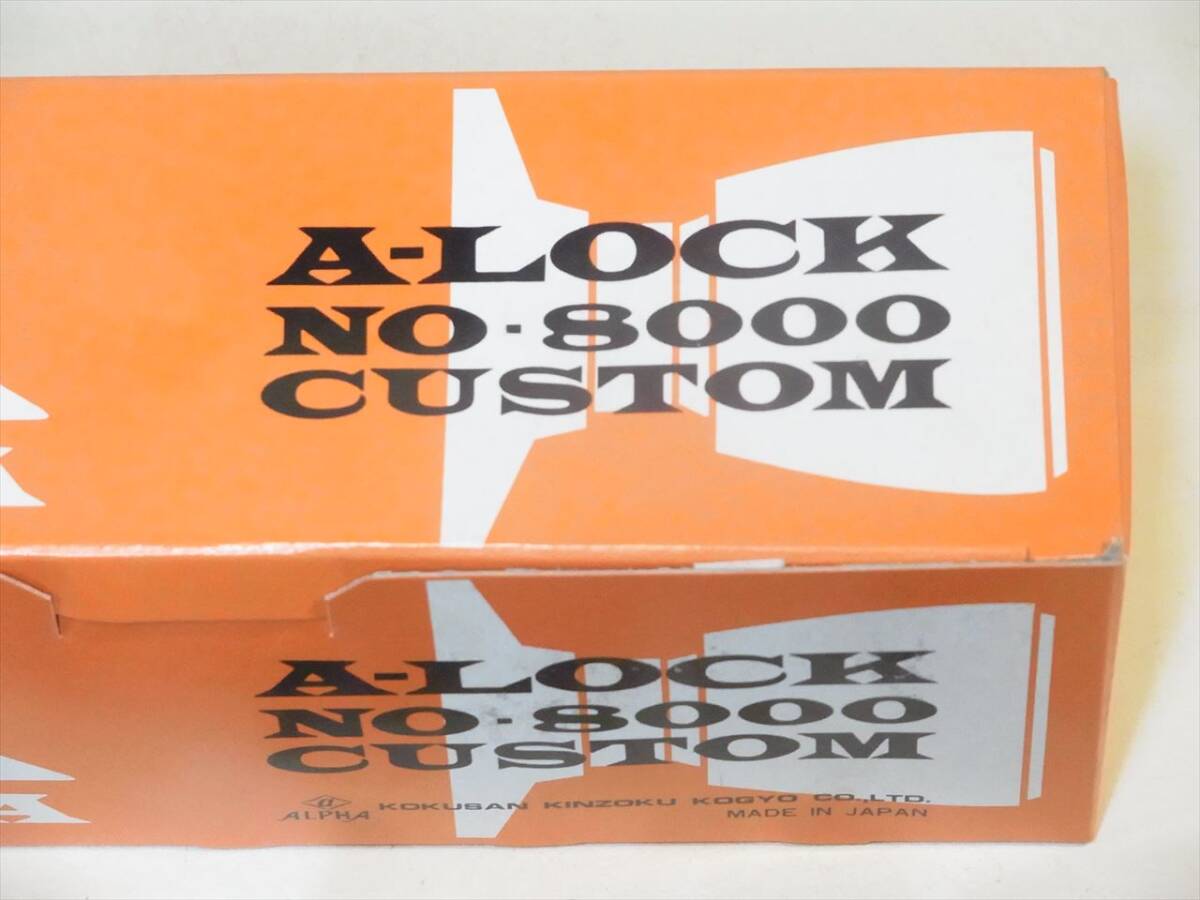 A-LOCK
NO·8000
CUSTOM
A-LOCK
NO·8000
CUSTOM
α ALPHA KOKUSAN KINZOKU KOGYO CO.,LTD.
MADE IN JAPAN